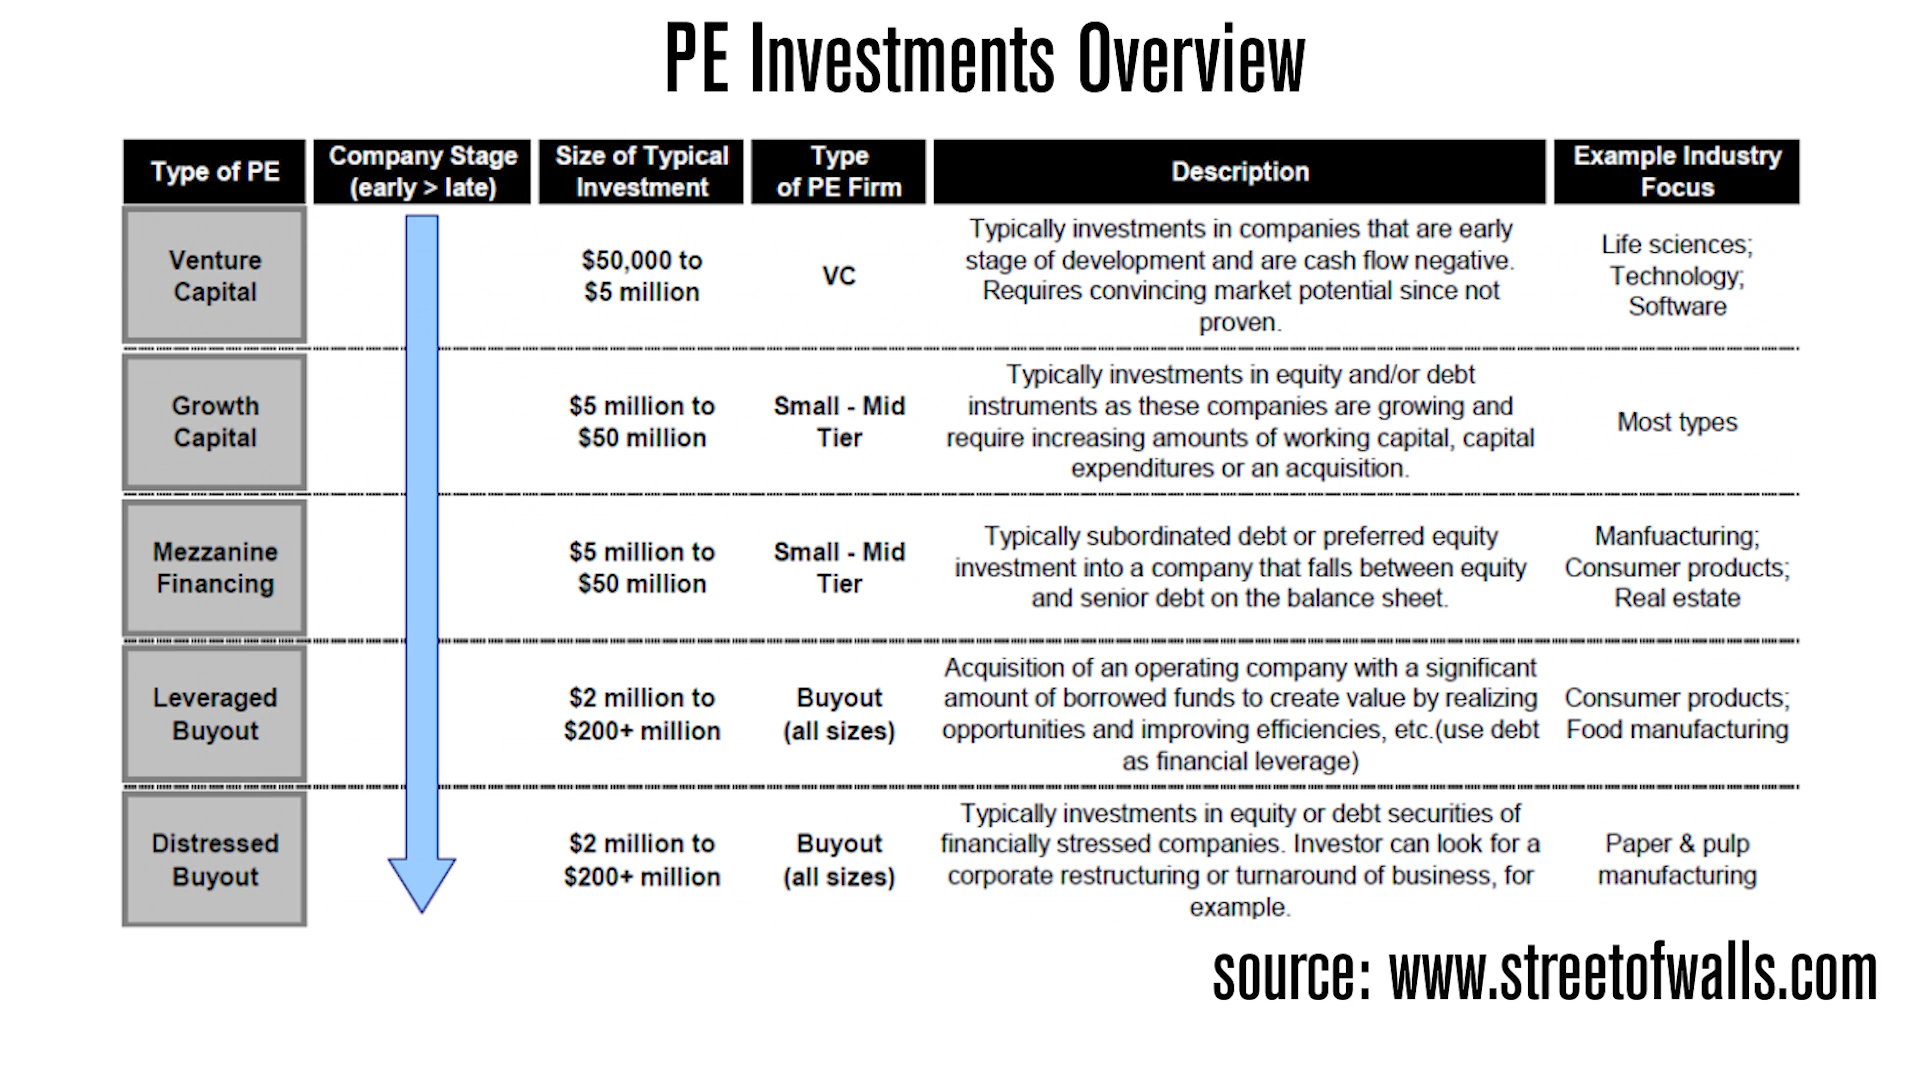 PE Investments Overview
Type of PE
Company Stage
(early > late)
Size of Typical
Investment
Type
of PE Firm
Description
Example Industry
Focus
Venture
Capital
$50,000 to
$5 million
VC
Typically investments in companies that are early
stage of development and are cash flow negative.
Requires convincing market potential since not
proven.
Life sciences;
Technology;
Software
Growth
Capital
$5 million to
$50 million
Small - Mid
Tier
Typically investments in equity and/or debt
instruments as these companies are growing and
require increasing amounts of working capital, capital
expenditures or an acquisition.
Most types
Mezzanine
Financing
$5 million to
$50 million
Small - Mid
Tier
Typically subordinated debt or preferred equity
investment into a company that falls between equity
and senior debt on the balance sheet.
Manfuacturing;
Consumer products;
Real estate
Leveraged
Buyout
$2 million to
$200+ million
Buyout
(all sizes)
Acquisition of an operating company with a significant
amount of borrowed funds to create value by realizing
opportunities and improving efficiencies, etc.(use debt
as financial leverage)
Consumer products;
Food manufacturing
Distressed
Buyout
$2 million to
$200+ million
Buyout
(all sizes)
Typically investments in equity or debt securities of
financially stressed companies. Investor can look for a
corporate restructuring or turnaround of business, for
example.
Paper & pulp
manufacturing
source: www.streetofwalls.com